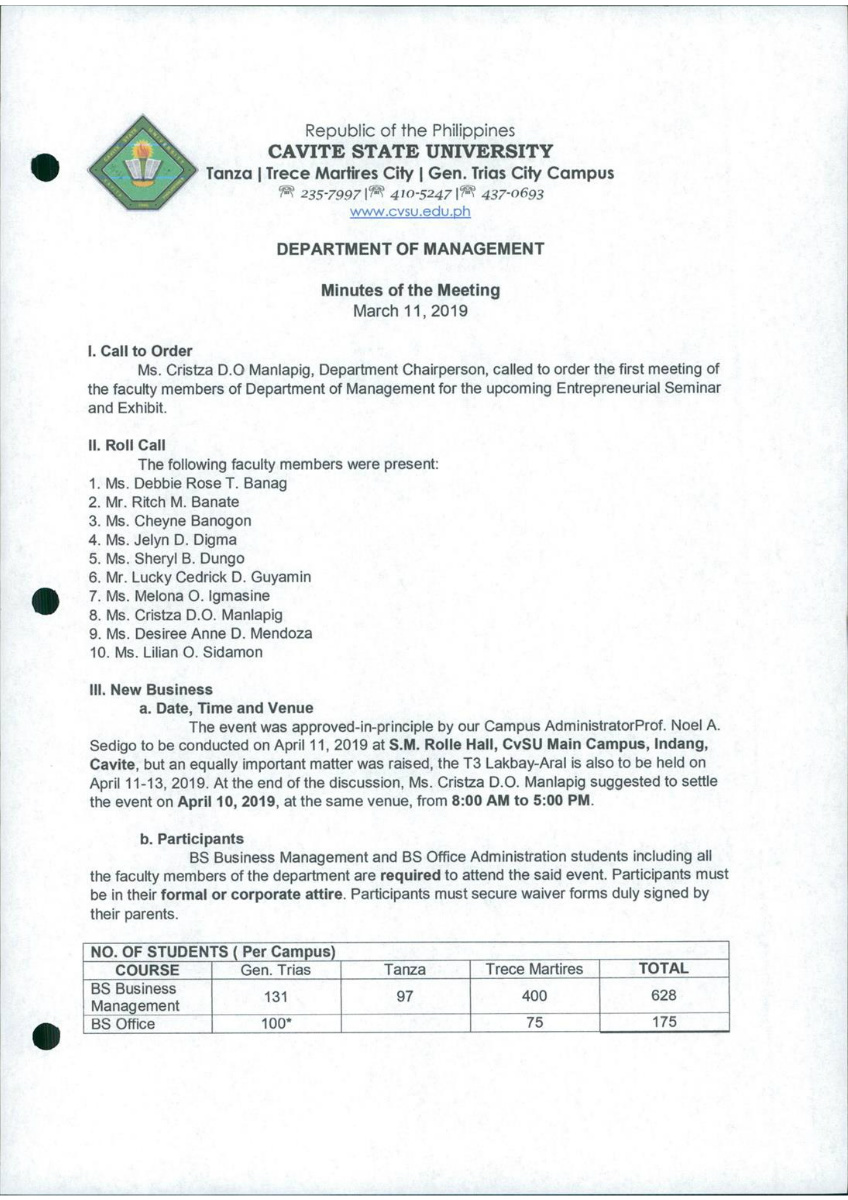 Republic of the Philippines
CAVITE STATE UNIVERSITY
Tanza | Trece Martires City | Gen. Trias City Campus
☏ 235-7997 |☏ 410-5247 |☏ 437-0693
www.cvsu.edu.ph
DEPARTMENT OF MANAGEMENT
Minutes of the Meeting
March 11, 2019
I. Call to Order
Ms. Cristza D.O Manlapig, Department Chairperson, called to order the first meeting of
the faculty members of Department of Management for the upcoming Entrepreneurial Seminar
and Exhibit.
II. Roll Call
The following faculty members were present:
1. Ms. Debbie Rose T. Banag
2. Mr. Ritch M. Banate
3. Ms. Cheyne Banogon
4. Ms. Jelyn D. Digma
5. Ms. Sheryl B. Dungo
6. Mr. Lucky Cedrick D. Guyamin
7. Ms. Melona O. Igmasine
8. Ms. Cristza D.O. Manlapig
9. Ms. Desiree Anne D. Mendoza
10. Ms. Lilian O. Sidamon
III. New Business
a. Date, Time and Venue
The event was approved-in-principle by our Campus AdministratorProf. Noel A.
Sedigo to be conducted on April 11, 2019 at S.M. Rolle Hall, CvSU Main Campus, Indang,
Cavite, but an equally important matter was raised, the T3 Lakbay-Aral is also to be held on
April 11-13, 2019. At the end of the discussion, Ms. Cristza D.O. Manlapig suggested to settle
the event on April 10, 2019, at the same venue, from 8:00 AM to 5:00 PM.
b. Participants
BS Business Management and BS Office Administration students including all
the faculty members of the department are required to attend the said event. Participants must
be in their formal or corporate attire. Participants must secure waiver forms duly signed by
their parents.
NO. OF STUDENTS ( Per Campus)
COURSE Gen. Trias Tanza Trece Martires TOTAL
BS Business
Management 131 97 400 628
BS Office 100* 75 175